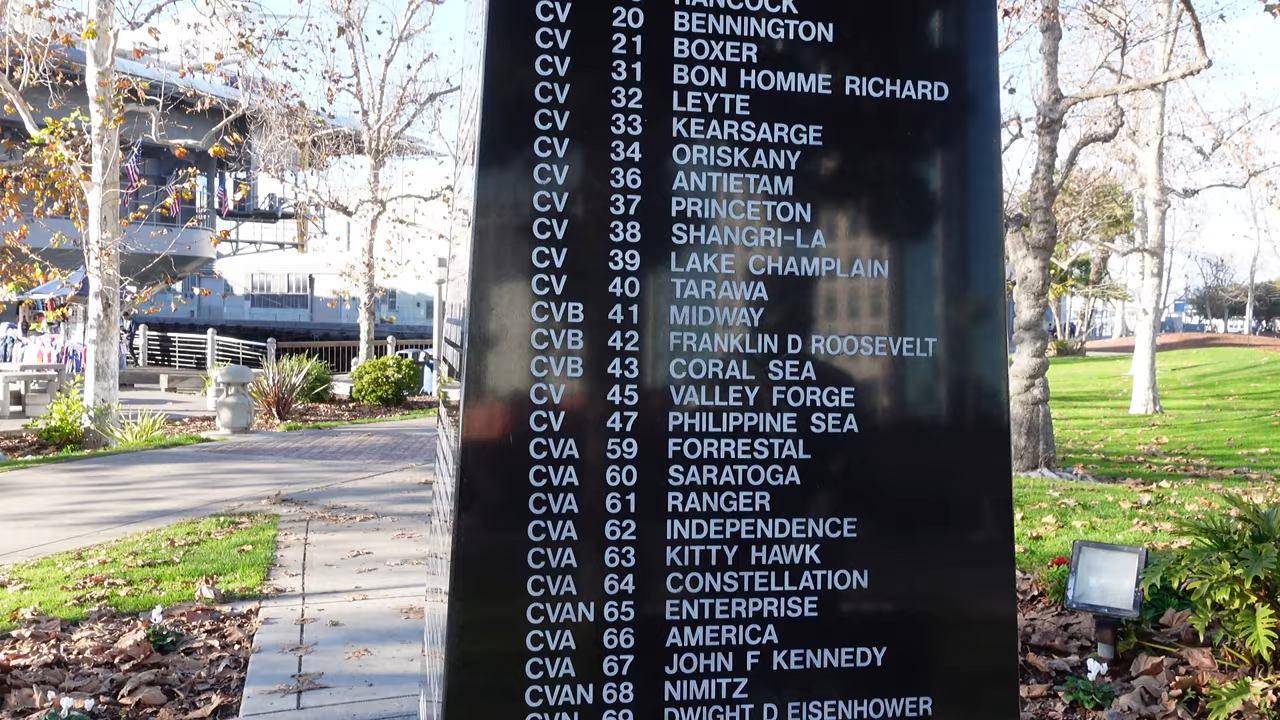 HANCOCK
CV 20 BENNINGTON
CV 21 BOXER
CV 31 BON HOMME RICHARD
CV 32 LEYTE
CV 33 KEARSARGE
CV 34 ORISKANY
CV 36 ANTIETAM
CV 37 PRINCETON
CV 38 SHANGRI-LA
CV 39 LAKE CHAMPLAIN
CV 40 TARAWA
CVB 41 MIDWAY
CVB 42 FRANKLIN D ROOSEVELT
CVB 43 CORAL SEA
CV 45 VALLEY FORGE
CV 47 PHILIPPINE SEA
CVA 59 FORRESTAL
CVA 60 SARATOGA
CVA 61 RANGER
CVA 62 INDEPENDENCE
CVA 63 KITTY HAWK
CVA 64 CONSTELLATION
CVAN 65 ENTERPRISE
CVA 66 AMERICA
CVA 67 JOHN F KENNEDY
CVAN 68 NIMITZ
CVN 69 DWIGHT D EISENHOWER